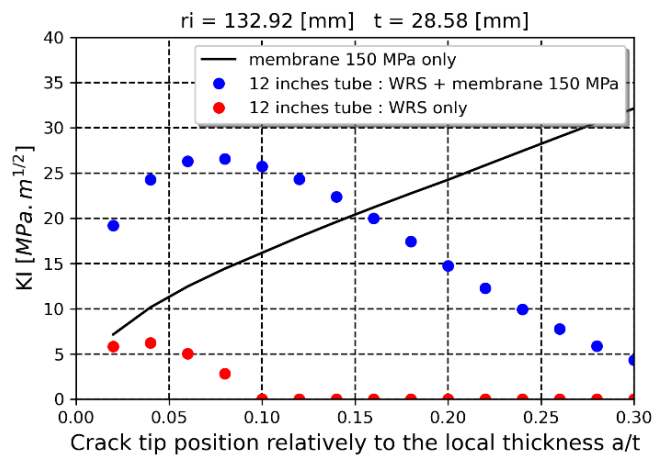 ri = 132.92 [mm]   t = 28.58 [mm]
membrane 150 MPa only
12 inches tube : WRS + membrane 150 MPa
12 inches tube : WRS only
KI [MPa.m^{1/2}]
40
35
30
25
20
15
10
5
0
0.00 0.05 0.10 0.15 0.20 0.25 0.30
Crack tip position relatively to the local thickness a/t